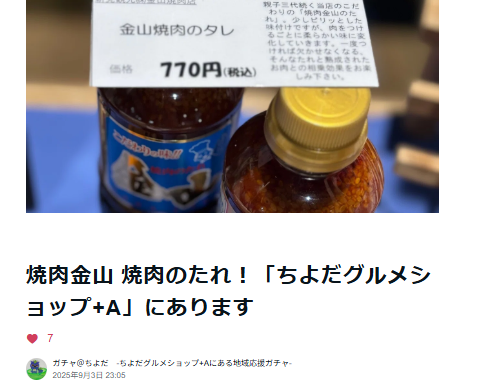 金山焼肉のタレ
価格 770円(税込)
親子三代続く当店のこだ
わりの「焼肉金山のた
れ」。少しピリッとした
味付けですが、肉をつけ
ることに柔らかい味に変
化していきます。一度つ
ければ欠かせなくなる、
そんなたれと熟成された
お肉との相乗効果をお楽
しみ下さい。
こだわりの味!!
金山
焼肉金山 焼肉のたれ！「ちよだグルメシ
ョップ+A」にあります
7
ガチャ@ちよだ　-ちよだグルメショップ+Aにある地域応援ガチャ-
2025年9月3日 23:05